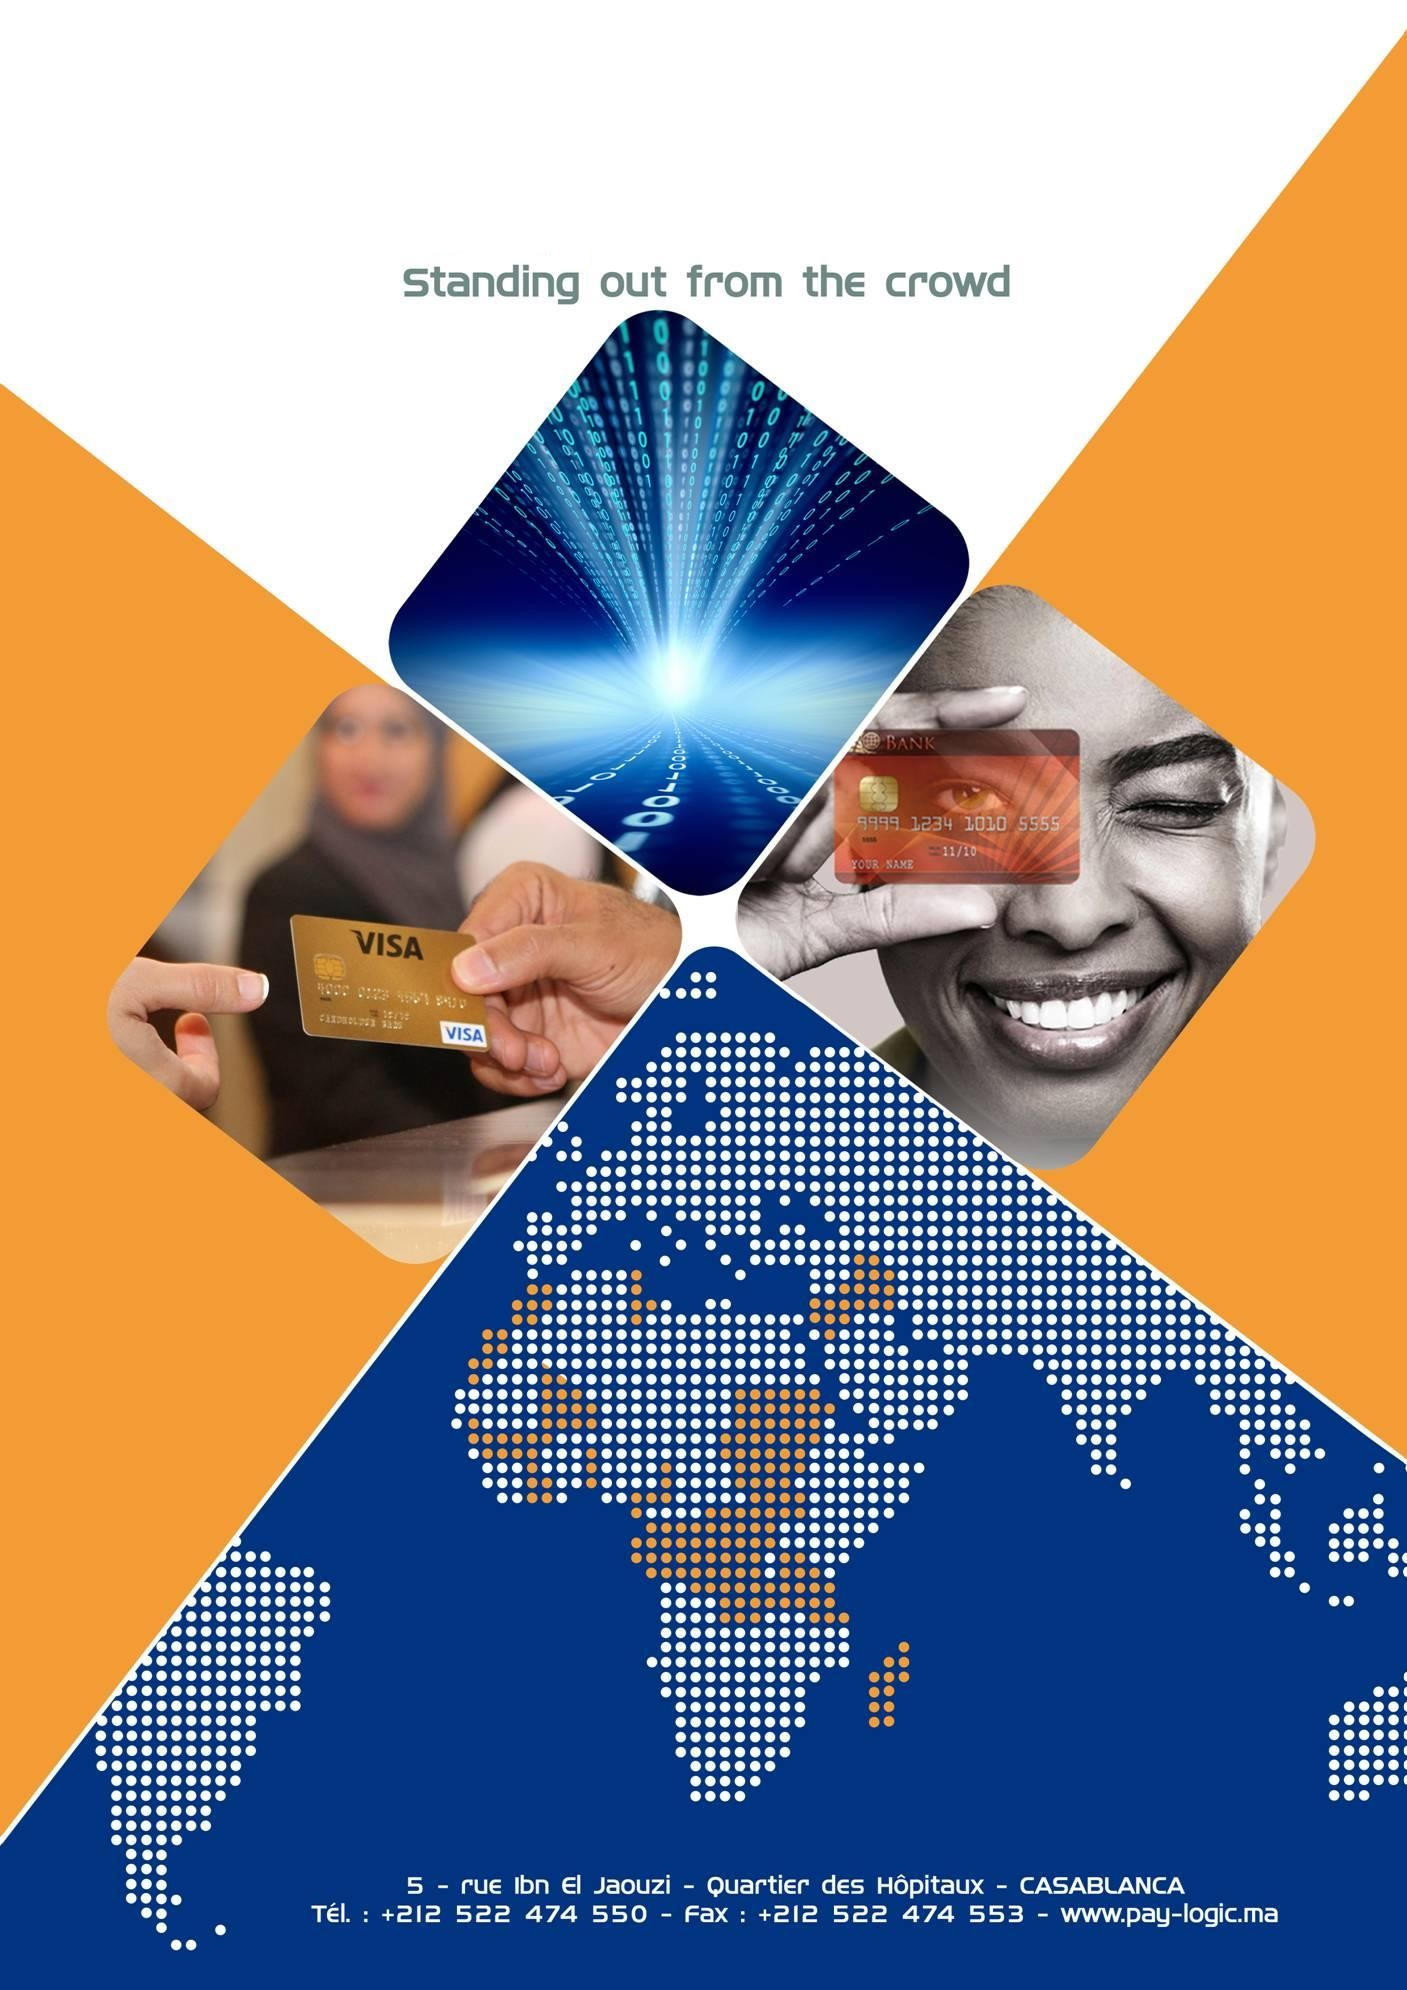 Standing out from the crowd
BANK
9999 1234 1010 5555
11/10
YOUR NAME
VISA
VISA
5 - rue Ibn El Jaouzi - Quartier des Hôpitaux - CASABLANCA
Tél. : +212 522 474 550 - Fax : +212 522 474 553 - www.pay-logic.ma